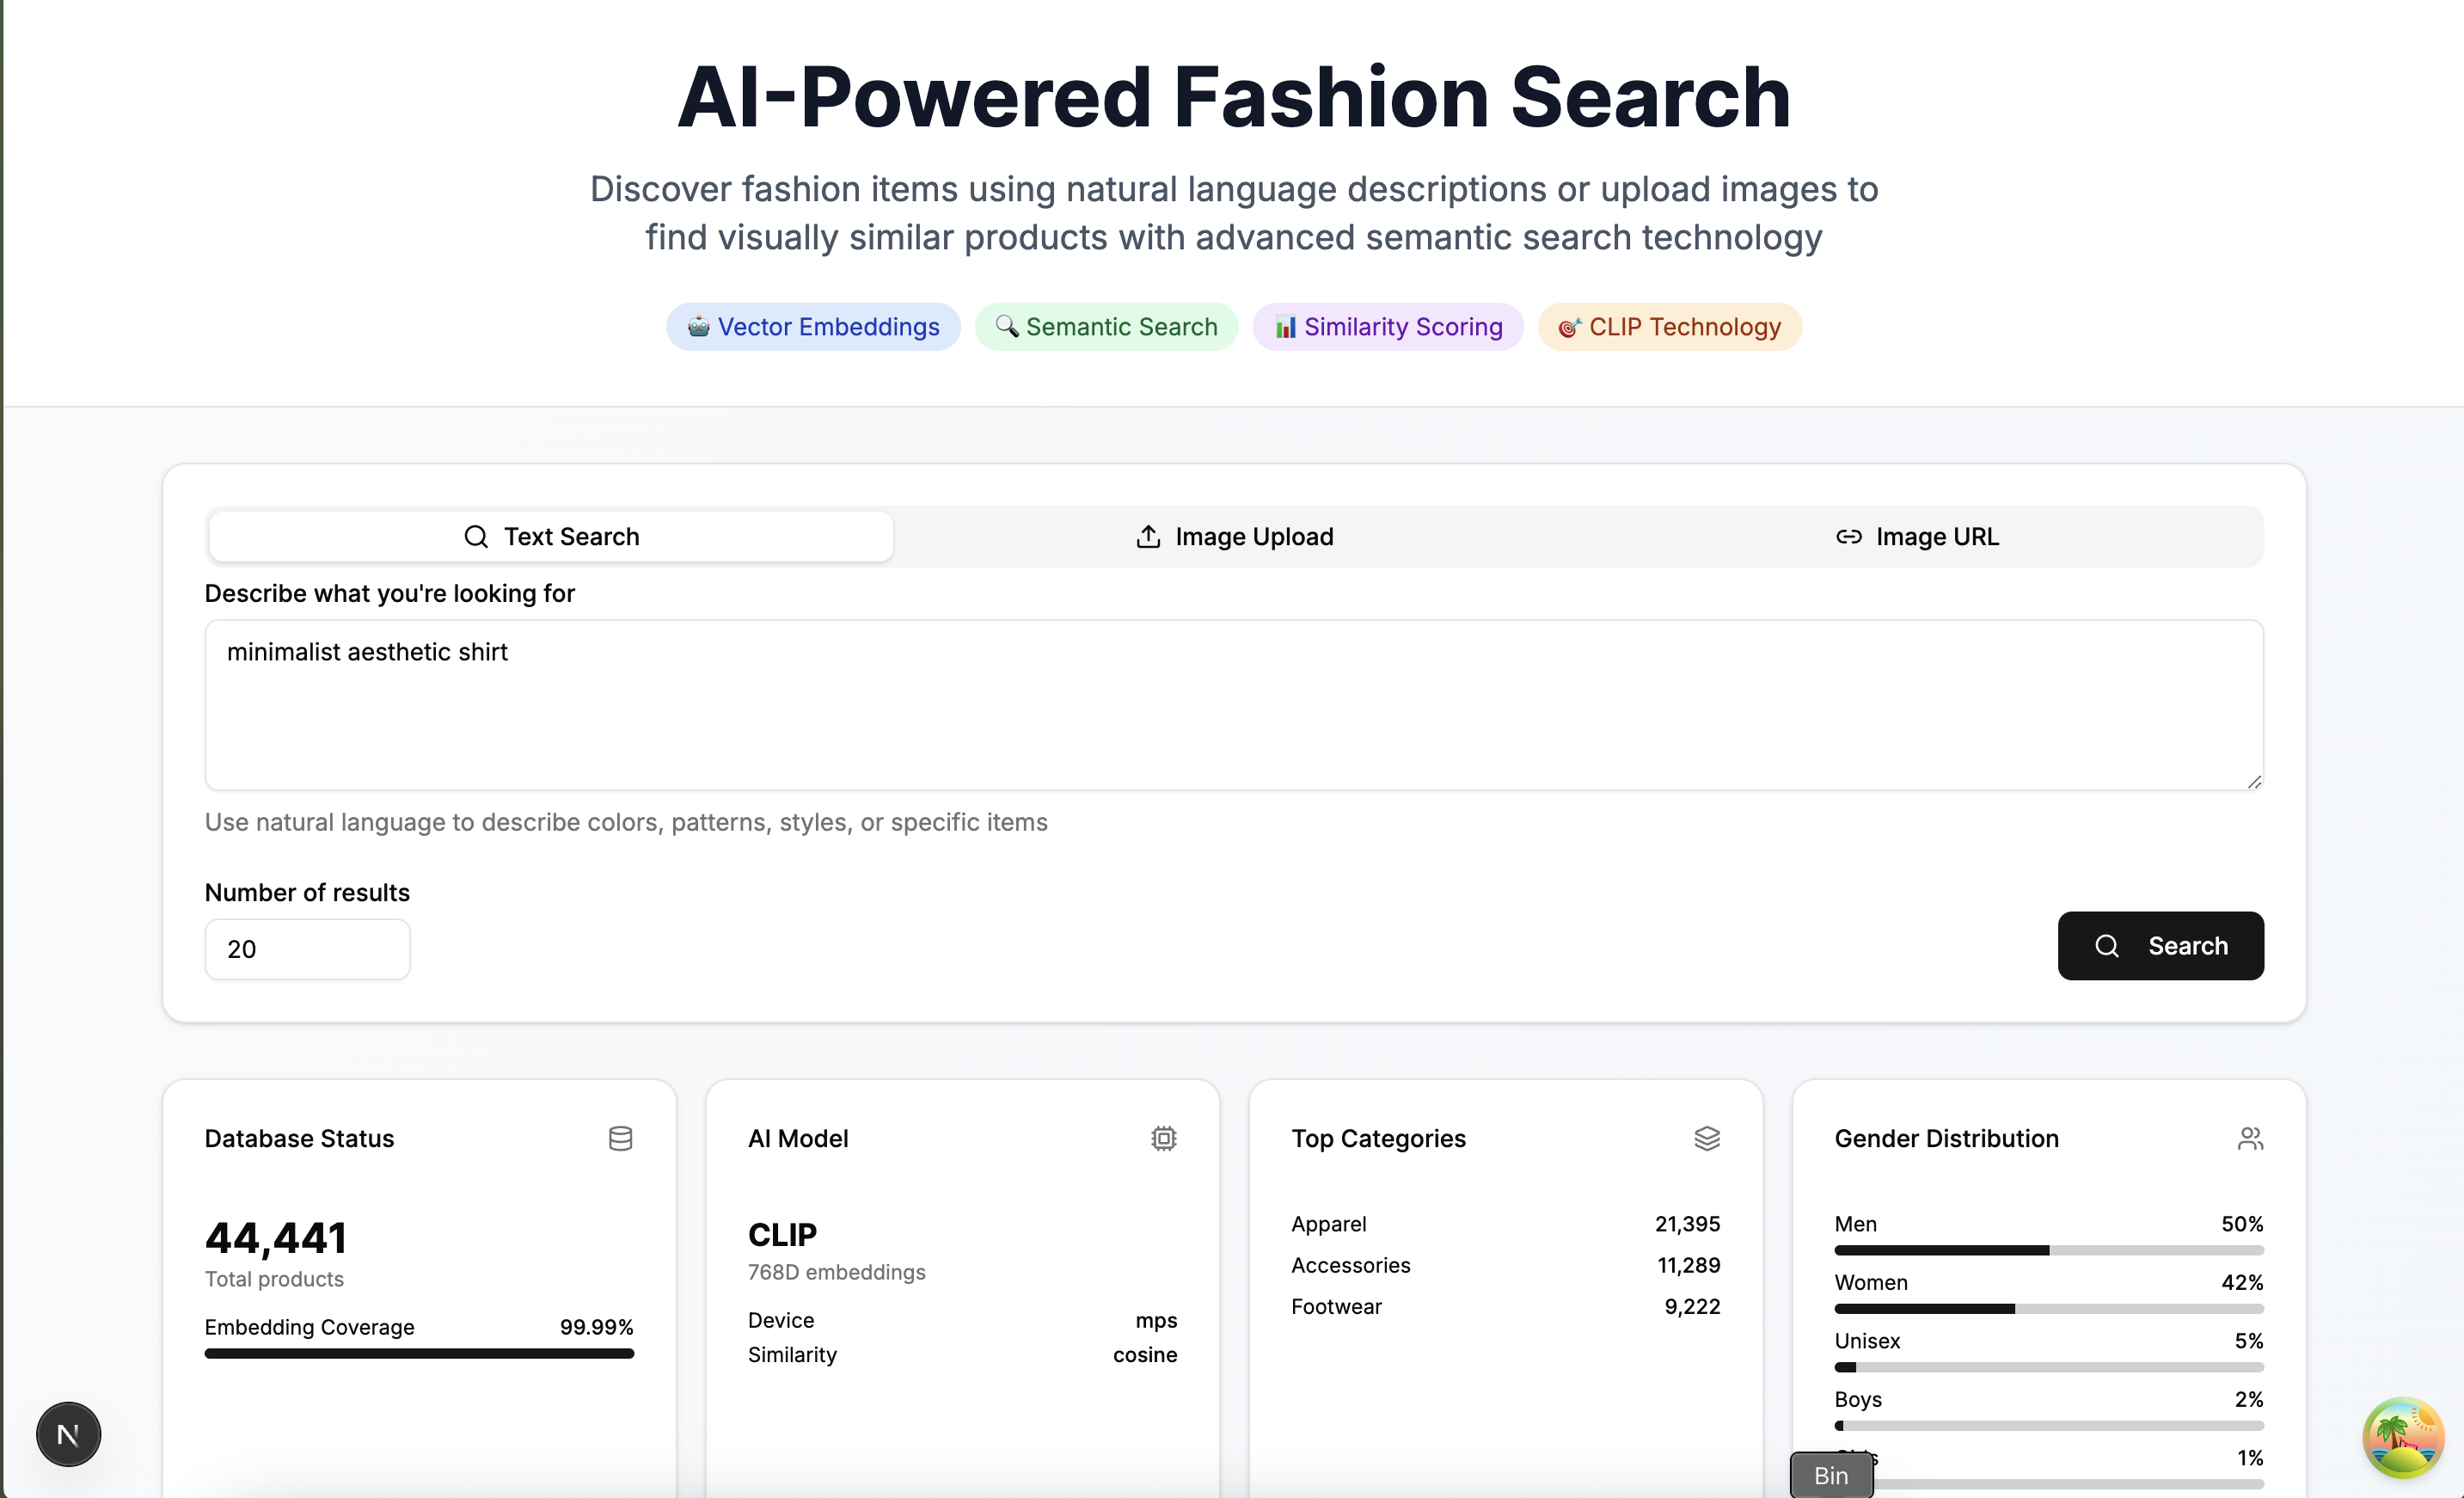 AI-Powered Fashion Search
Discover fashion items using natural language descriptions or upload images to
find visually similar products with advanced semantic search technology
Vector Embeddings
Semantic Search
Similarity Scoring
CLIP Technology
Text Search
Image Upload
Image URL
Describe what you're looking for
minimalist aesthetic shirt
Use natural language to describe colors, patterns, styles, or specific items
Number of results
20
Search
Database Status
44,441
Total products
Embedding Coverage 99.99%
AI Model
CLIP
768D embeddings
Device mps
Similarity cosine
Top Categories
Apparel 21,395
Accessories 11,289
Footwear 9,222
Gender Distribution
Men 50%
Women 42%
Unisex 5%
Boys 2%
1%
N
Bin